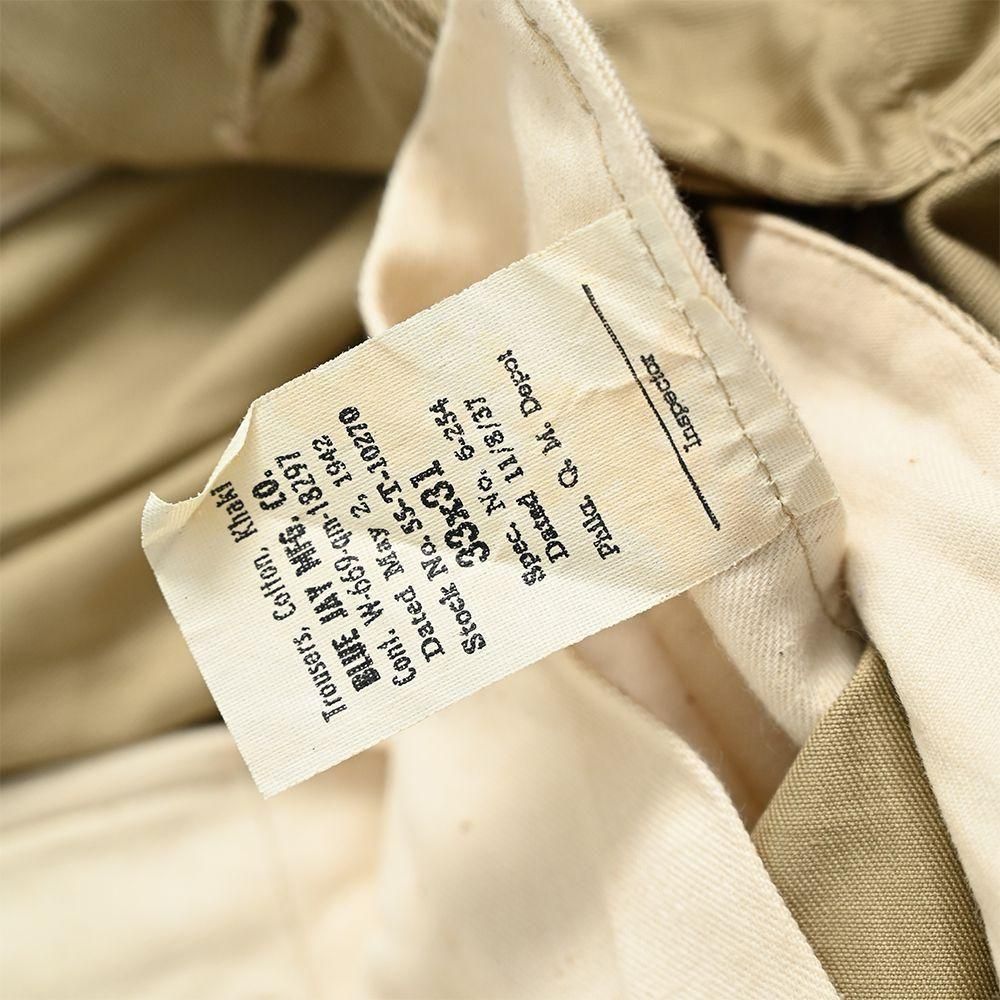 Trousers, Cotton, Khaki
BLUE JAY MFG. CO.
Cont. W-669-qm-18297
Dated May 2, 1942
Stock No. 55-T-10270
33x31
Spec. No. 6-254
Dated 11/8/37
Phila. Q. M. Depot
Inspector